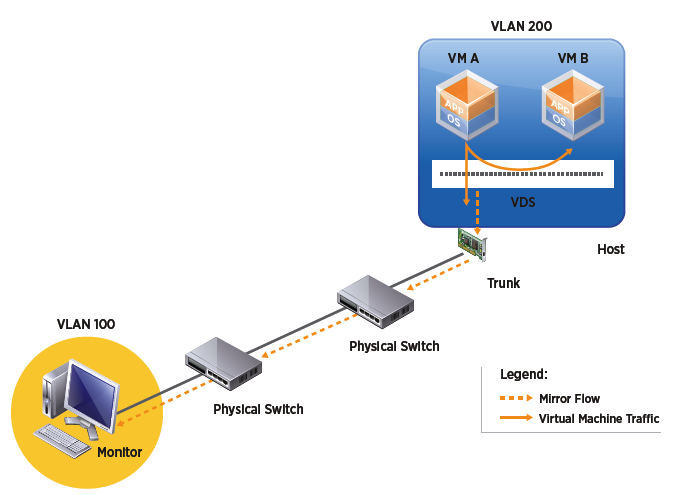 VLAN 200
VM A
VM B
APP
OS
APP
OS
VDS
Host
Trunk
Physical Switch
VLAN 100
Physical Switch
Monitor
Legend:
Mirror Flow
Virtual Machine Traffic